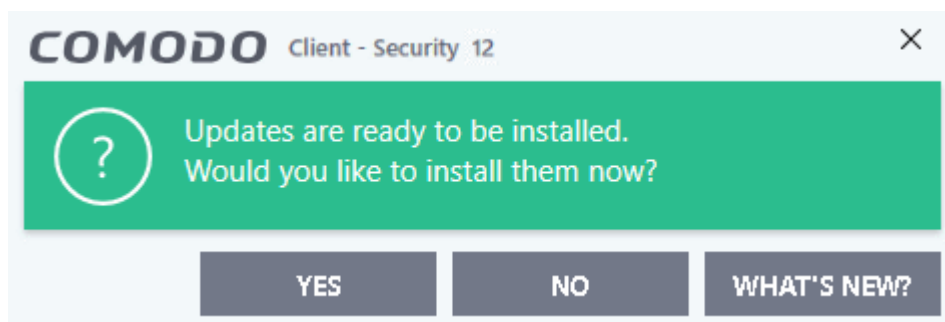 COMODO Client - Security 12
Updates are ready to be installed.
Would you like to install them now?
YES NO WHAT'S NEW?